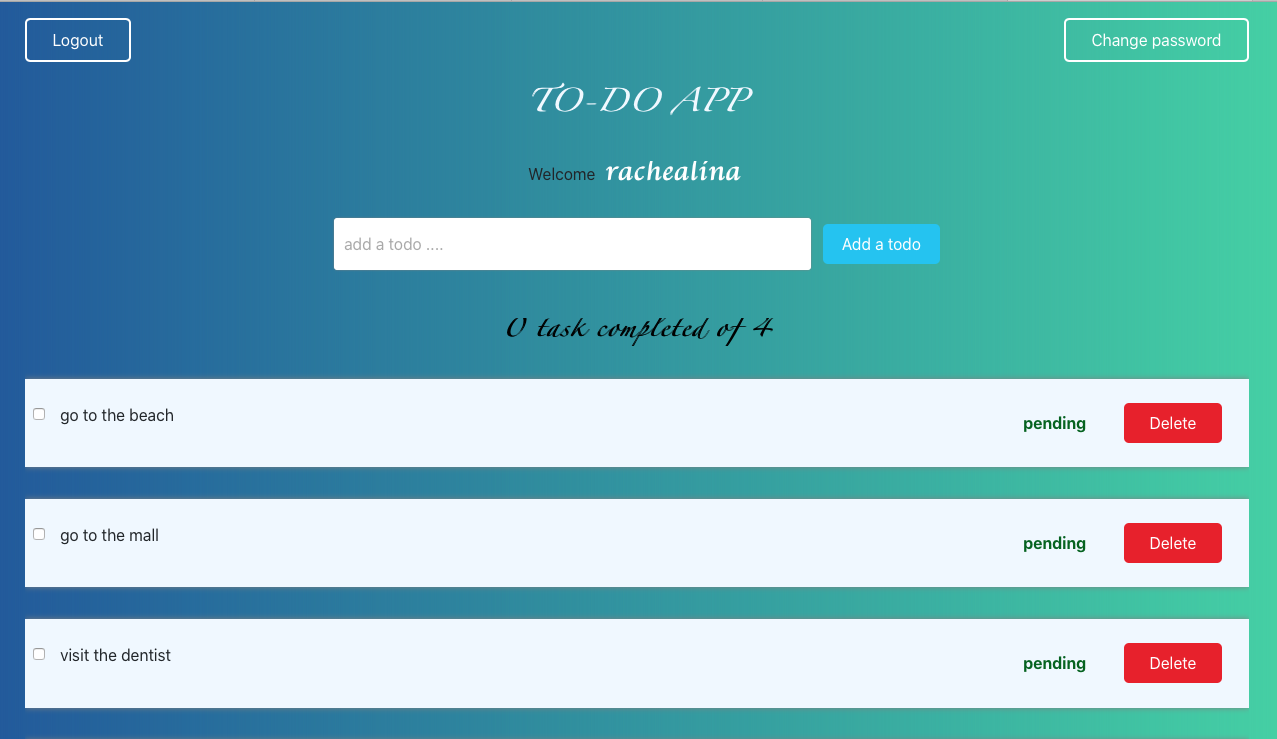 Logout Change password
TO-DO APP
Welcome rachealina
add a todo .... Add a todo
0 task completed of 4
go to the beach pending Delete
go to the mall pending Delete
visit the dentist pending Delete